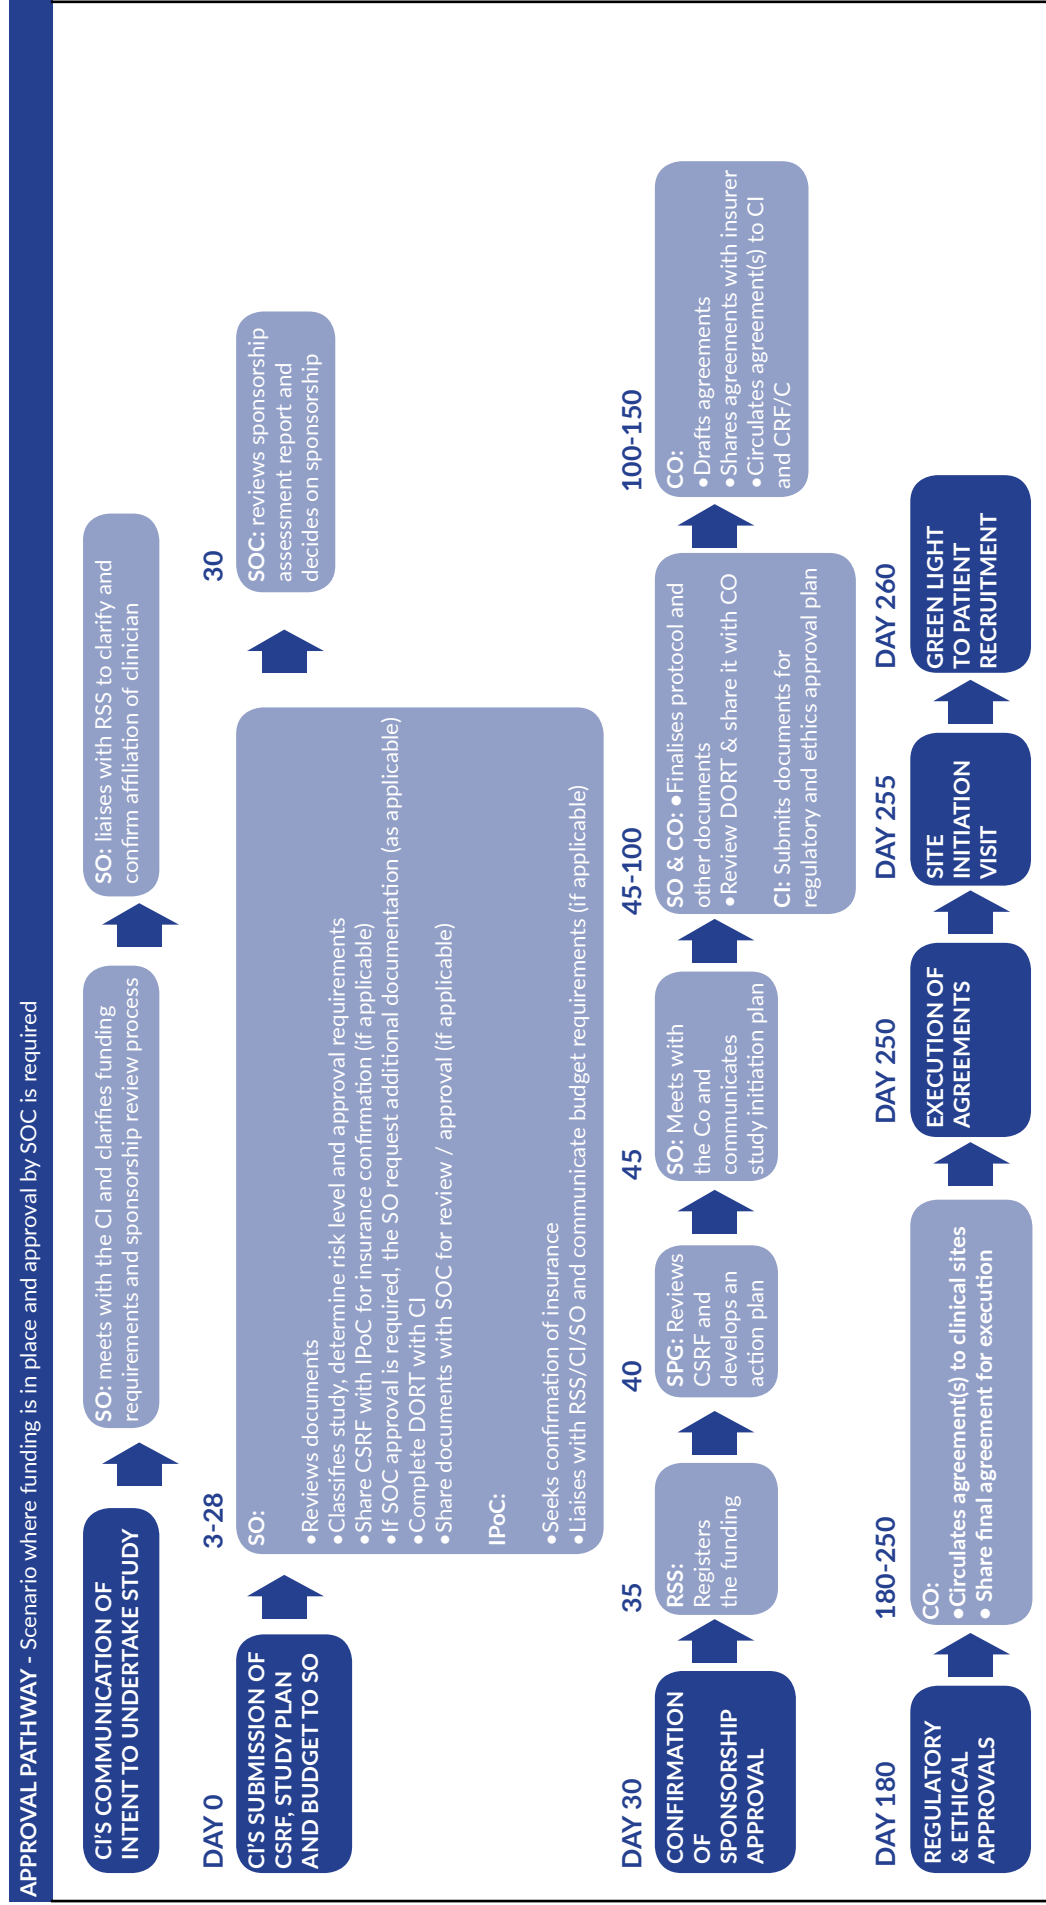 APPROVAL PATHWAY - Scenario where funding is in place and approval by SOC is required
CI'S COMMUNICATION OF
INTENT TO UNDERTAKE STUDY
SO: meets with the CI and clarifies funding
requirements and sponsorship review process
SO: liaises with RSS to clarify and
confirm affiliation of clinician
DAY 0
CI'S SUBMISSION OF
CSRF, STUDY PLAN
AND BUDGET TO SO
3-28
SO:
•Reviews documents
•Classifies study, determine risk level and approval requirements
•Share CSRF with IPoC for insurance confirmation (if applicable)
•If SOC approval is required, the SO request additional documentation (as applicable)
•Complete DORT with CI
•Share documents with SOC for review / approval (if applicable)
IPoC:
•Seeks confirmation of insurance
•Liaises with RSS/CI/SO and communicate budget requirements (if applicable)
30
SOC: reviews sponsorship
assessment report and
decides on sponsorship
DAY 30
CONFIRMATION
OF
SPONSORSHIP
APPROVAL
35
RSS:
Registers
the funding
40
SPG: Reviews
CSRF and
develops an
action plan
45
SO: Meets with
the Co and
communicates
study initiation plan
45-100
SO & CO: •Finalises protocol and
other documents
•Review DORT & share it with CO
CI: Submits documents for
regulatory and ethics approval plan
100-150
CO:
•Drafts agreements
•Shares agreements with insurer
•Circulates agreement(s) to CI
and CRF/C
DAY 180
REGULATORY
& ETHICAL
APPROVALS
180-250
CO:
•Circulates agreement(s) to clinical sites
• Share final agreement for execution
DAY 250
EXECUTION OF
AGREEMENTS
DAY 255
SITE
INITIATION
VISIT
DAY 260
GREEN LIGHT
TO PATIENT
RECRUITMENT